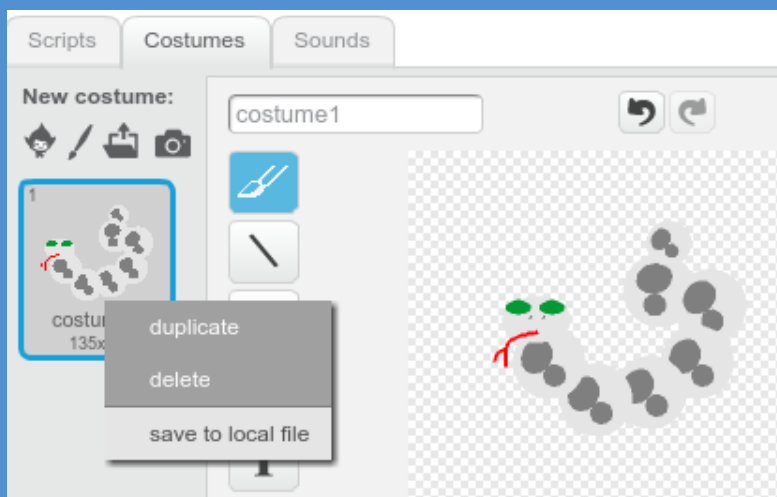 Scripts Costumes Sounds
New costume:
costume1
1
costu
135x
duplicate
delete
save to local file
T